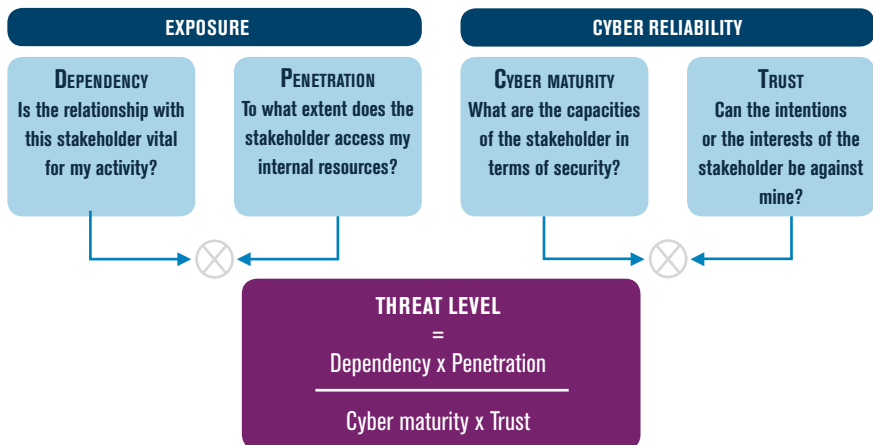 EXPOSURE
DEPENDENCY
Is the relationship with
this stakeholder vital
for my activity?
PENETRATION
To what extent does the
stakeholder access my
internal resources?
CYBER RELIABILITY
CYBER MATURITY
What are the capacities
of the stakeholder in
terms of security?
TRUST
Can the intentions
or the interests of the
stakeholder be against
mine?
THREAT LEVEL
=
Dependency x Penetration
Cyber maturity x Trust